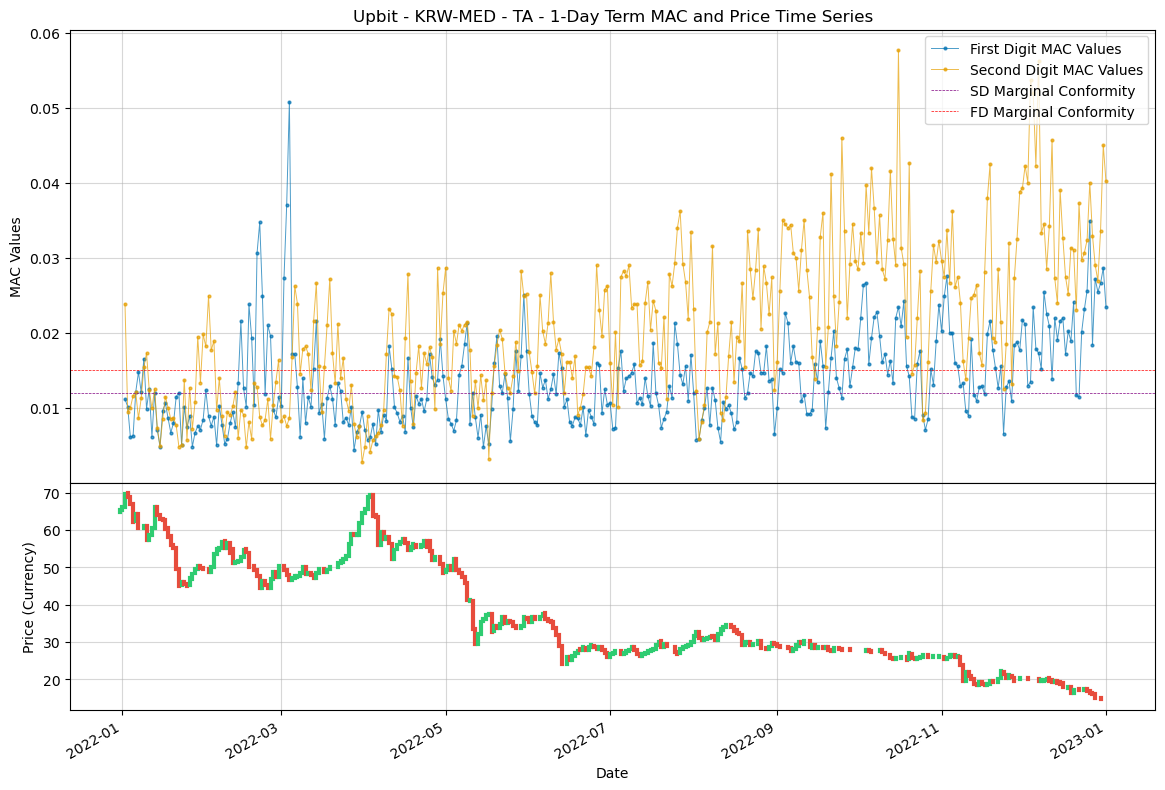 Upbit - KRW-MED - TA - 1-Day Term MAC and Price Time Series
First Digit MAC Values
Second Digit MAC Values
SD Marginal Conformity
FD Marginal Conformity
MAC Values
0.06
0.05
0.04
0.03
0.02
0.01
Price (Currency)
70
60
50
40
30
20
2022-01
2022-03
2022-05
2022-07
2022-09
2022-11
2023-01
Date